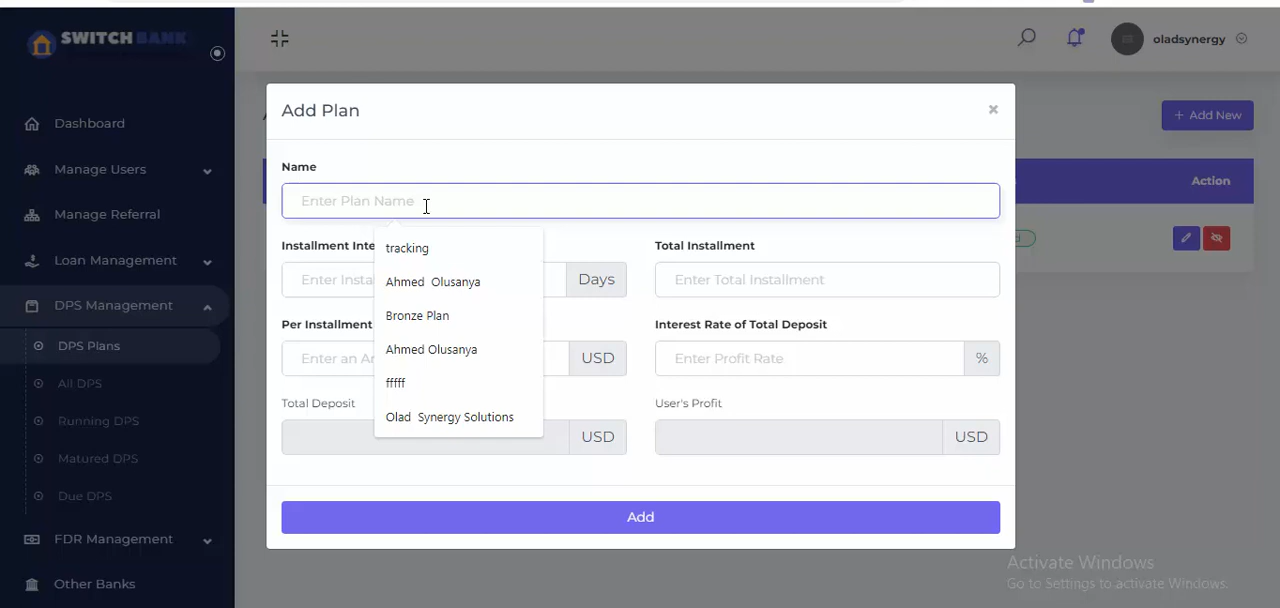 SWITCH BANK
oladsynergy
Dashboard
Manage Users
Manage Referral
Loan Management
DPS Management
DPS Plans
All DPS
Running DPS
Matured DPS
Due DPS
FDR Management
Other Banks
+ Add New
Action
Add Plan
×
Name
Enter Plan Name
tracking
Ahmed Olusanya
Bronze Plan
Ahmed Olusanya
fffff
Olad Synergy Solutions
Installment
Days
Total Installment
Enter Total Installment
Per Installment
Enter an
USD
Interest Rate of Total Deposit
Enter Profit Rate
%
Total Deposit
USD
User's Profit
USD
Add
Activate Windows
Go to Settings to activate Windows.